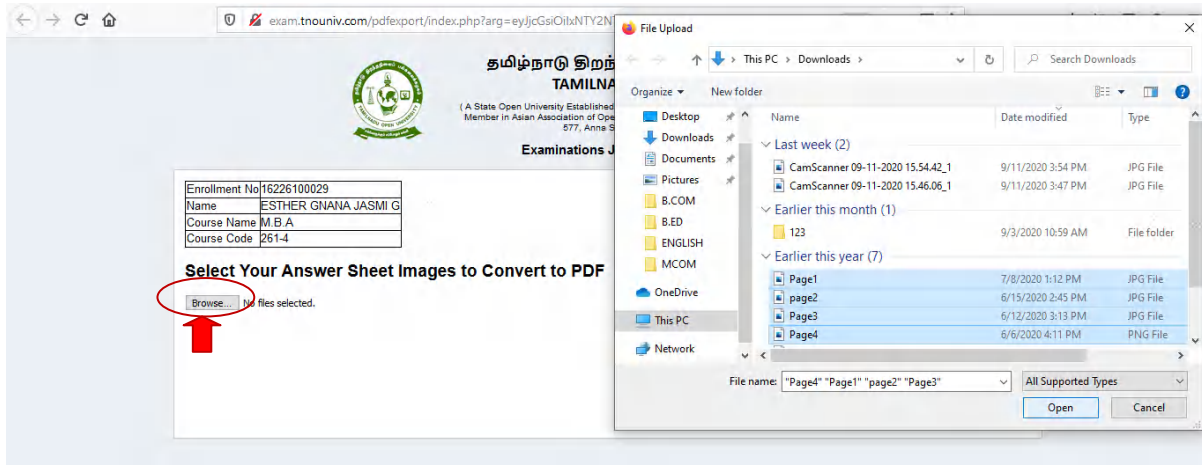 exam.tnouniv.com/pdfexport/index.php?arg=eyJjcGsiOiIxNTY2N
தமிழ்நாடு திறந்
TAMILNA
( A State Open University Established
Member in Asian Association of Ope
577, Anna S
Examinations J
Enrollment No 16226100029
Name ESTHER GNANA JASMI G
Course Name M.B.A
Course Code 261-4
Select Your Answer Sheet Images to Convert to PDF
Browse... No files selected.
File Upload
This PC > Downloads >
Search Downloads
Organize
New folder
Desktop
Downloads
Documents
Pictures
B.COM
B.ED
ENGLISH
MCOM
OneDrive
This PC
Network
Name Date modified Type
Last week (2)
CamScanner 09-11-2020 15.54.42_1 9/11/2020 3:54 PM JPG File
CamScanner 09-11-2020 15.46.06_1 9/11/2020 3:47 PM JPG File
Earlier this month (1)
123 9/3/2020 10:59 AM File folder
Earlier this year (7)
Page1 7/8/2020 1:12 PM JPG File
page2 6/15/2020 2:45 PM JPG File
Page3 6/12/2020 3:13 PM JPG File
Page4 6/6/2020 4:11 PM PNG File
File name: "Page4" "Page1" "page2" "Page3"
All Supported Types
Open Cancel